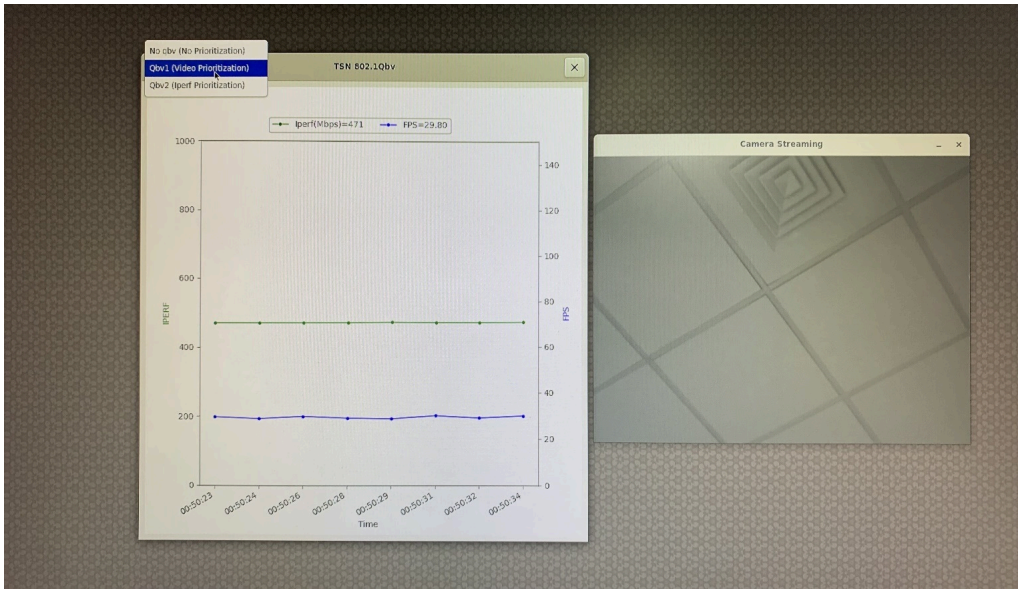 No qbv (No Prioritization)
Qbv1 (Video Prioritization)
Qbv2 (Iperf Prioritization)
TSN 802.1Qbv
Iperf(Mbps)=471
FPS=29.80
1000
800
600
400
200
0
IPERF
140
120
100
80
60
40
20
0
FPS
00:50:23
00:50:24
00:50:26
00:50:28
00:50:29
00:50:31
00:50:32
00:50:34
Time
Camera Streaming